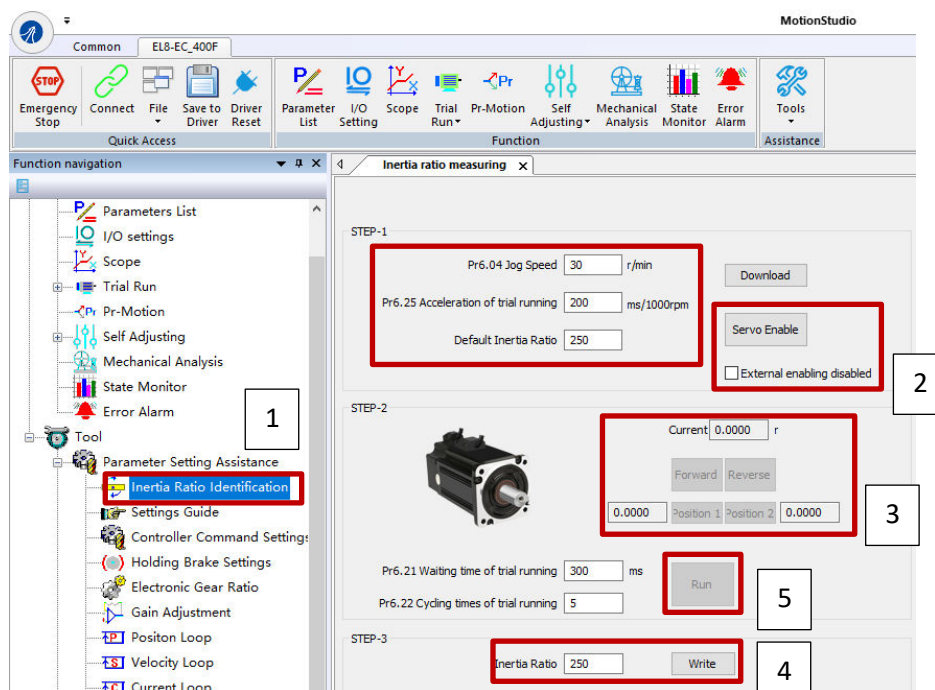 MotionStudio
Common EL8-EC_400F
STOP
Emergency Stop Connect File Save to Driver Driver Reset Parameter List I/O Setting Scope Trial Run Pr-Motion Self Adjusting Mechanical Analysis State Monitor Error Alarm Tools
Quick Access Function Assistance
Function navigation
Inertia ratio measuring
Parameters List
I/O settings
Scope
Trial Run
Pr-Motion
Self Adjusting
Mechanical Analysis
State Monitor
Error Alarm
1
Tool
Parameter Setting Assistance
Inertia Ratio Identification
Settings Guide
Controller Command Settings
Holding Brake Settings
Electronic Gear Ratio
Gain Adjustment
Positon Loop
Velocity Loop
Current Loop
STEP-1
Pr6.04 Jog Speed 30 r/min
Download
Pr6.25 Acceleration of trial running 200 ms/1000rpm
Default Inertia Ratio 250
Servo Enable
External enabling disabled
2
STEP-2
Current 0.0000 r
Forward Reverse
0.0000 Position 1 Position 2 0.0000
3
Pr6.21 Waiting time of trial running 300 ms
Run
Pr6.22 Cycling times of trial running 5
5
STEP-3
Inertia Ratio 250 Write
4